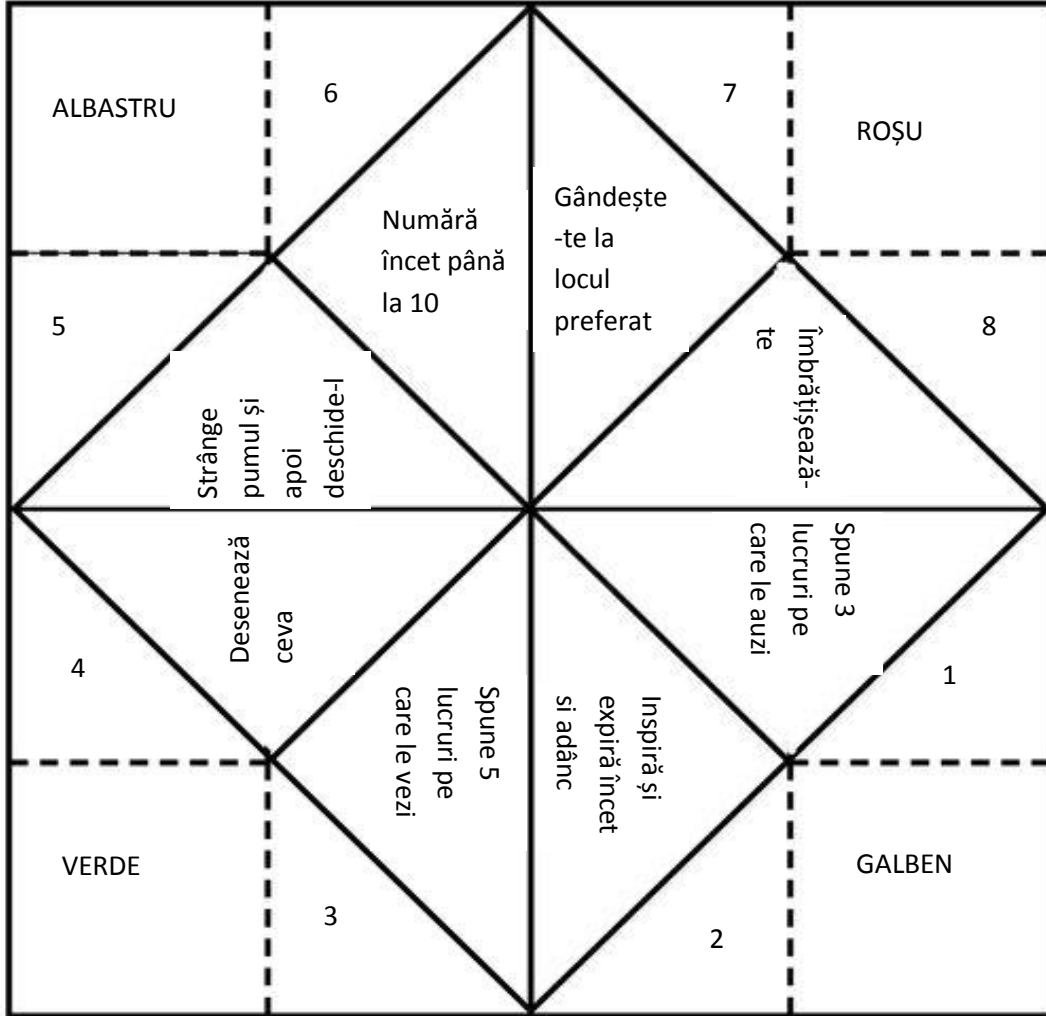 ALBASTRU
6
7
ROȘU
Numără
încet până
la 10
Gândește
-te la
locul
preferat
5
8
Strânge
pumul și
apoi
deschide-l
Îmbrățișează-
te
Desenează
ceva
Spune 3
lucruri pe
care le auzi
4
1
Spune 5
lucruri pe
care le vezi
Inspiră și
expiră încet
si adânc
VERDE
GALBEN
3
2